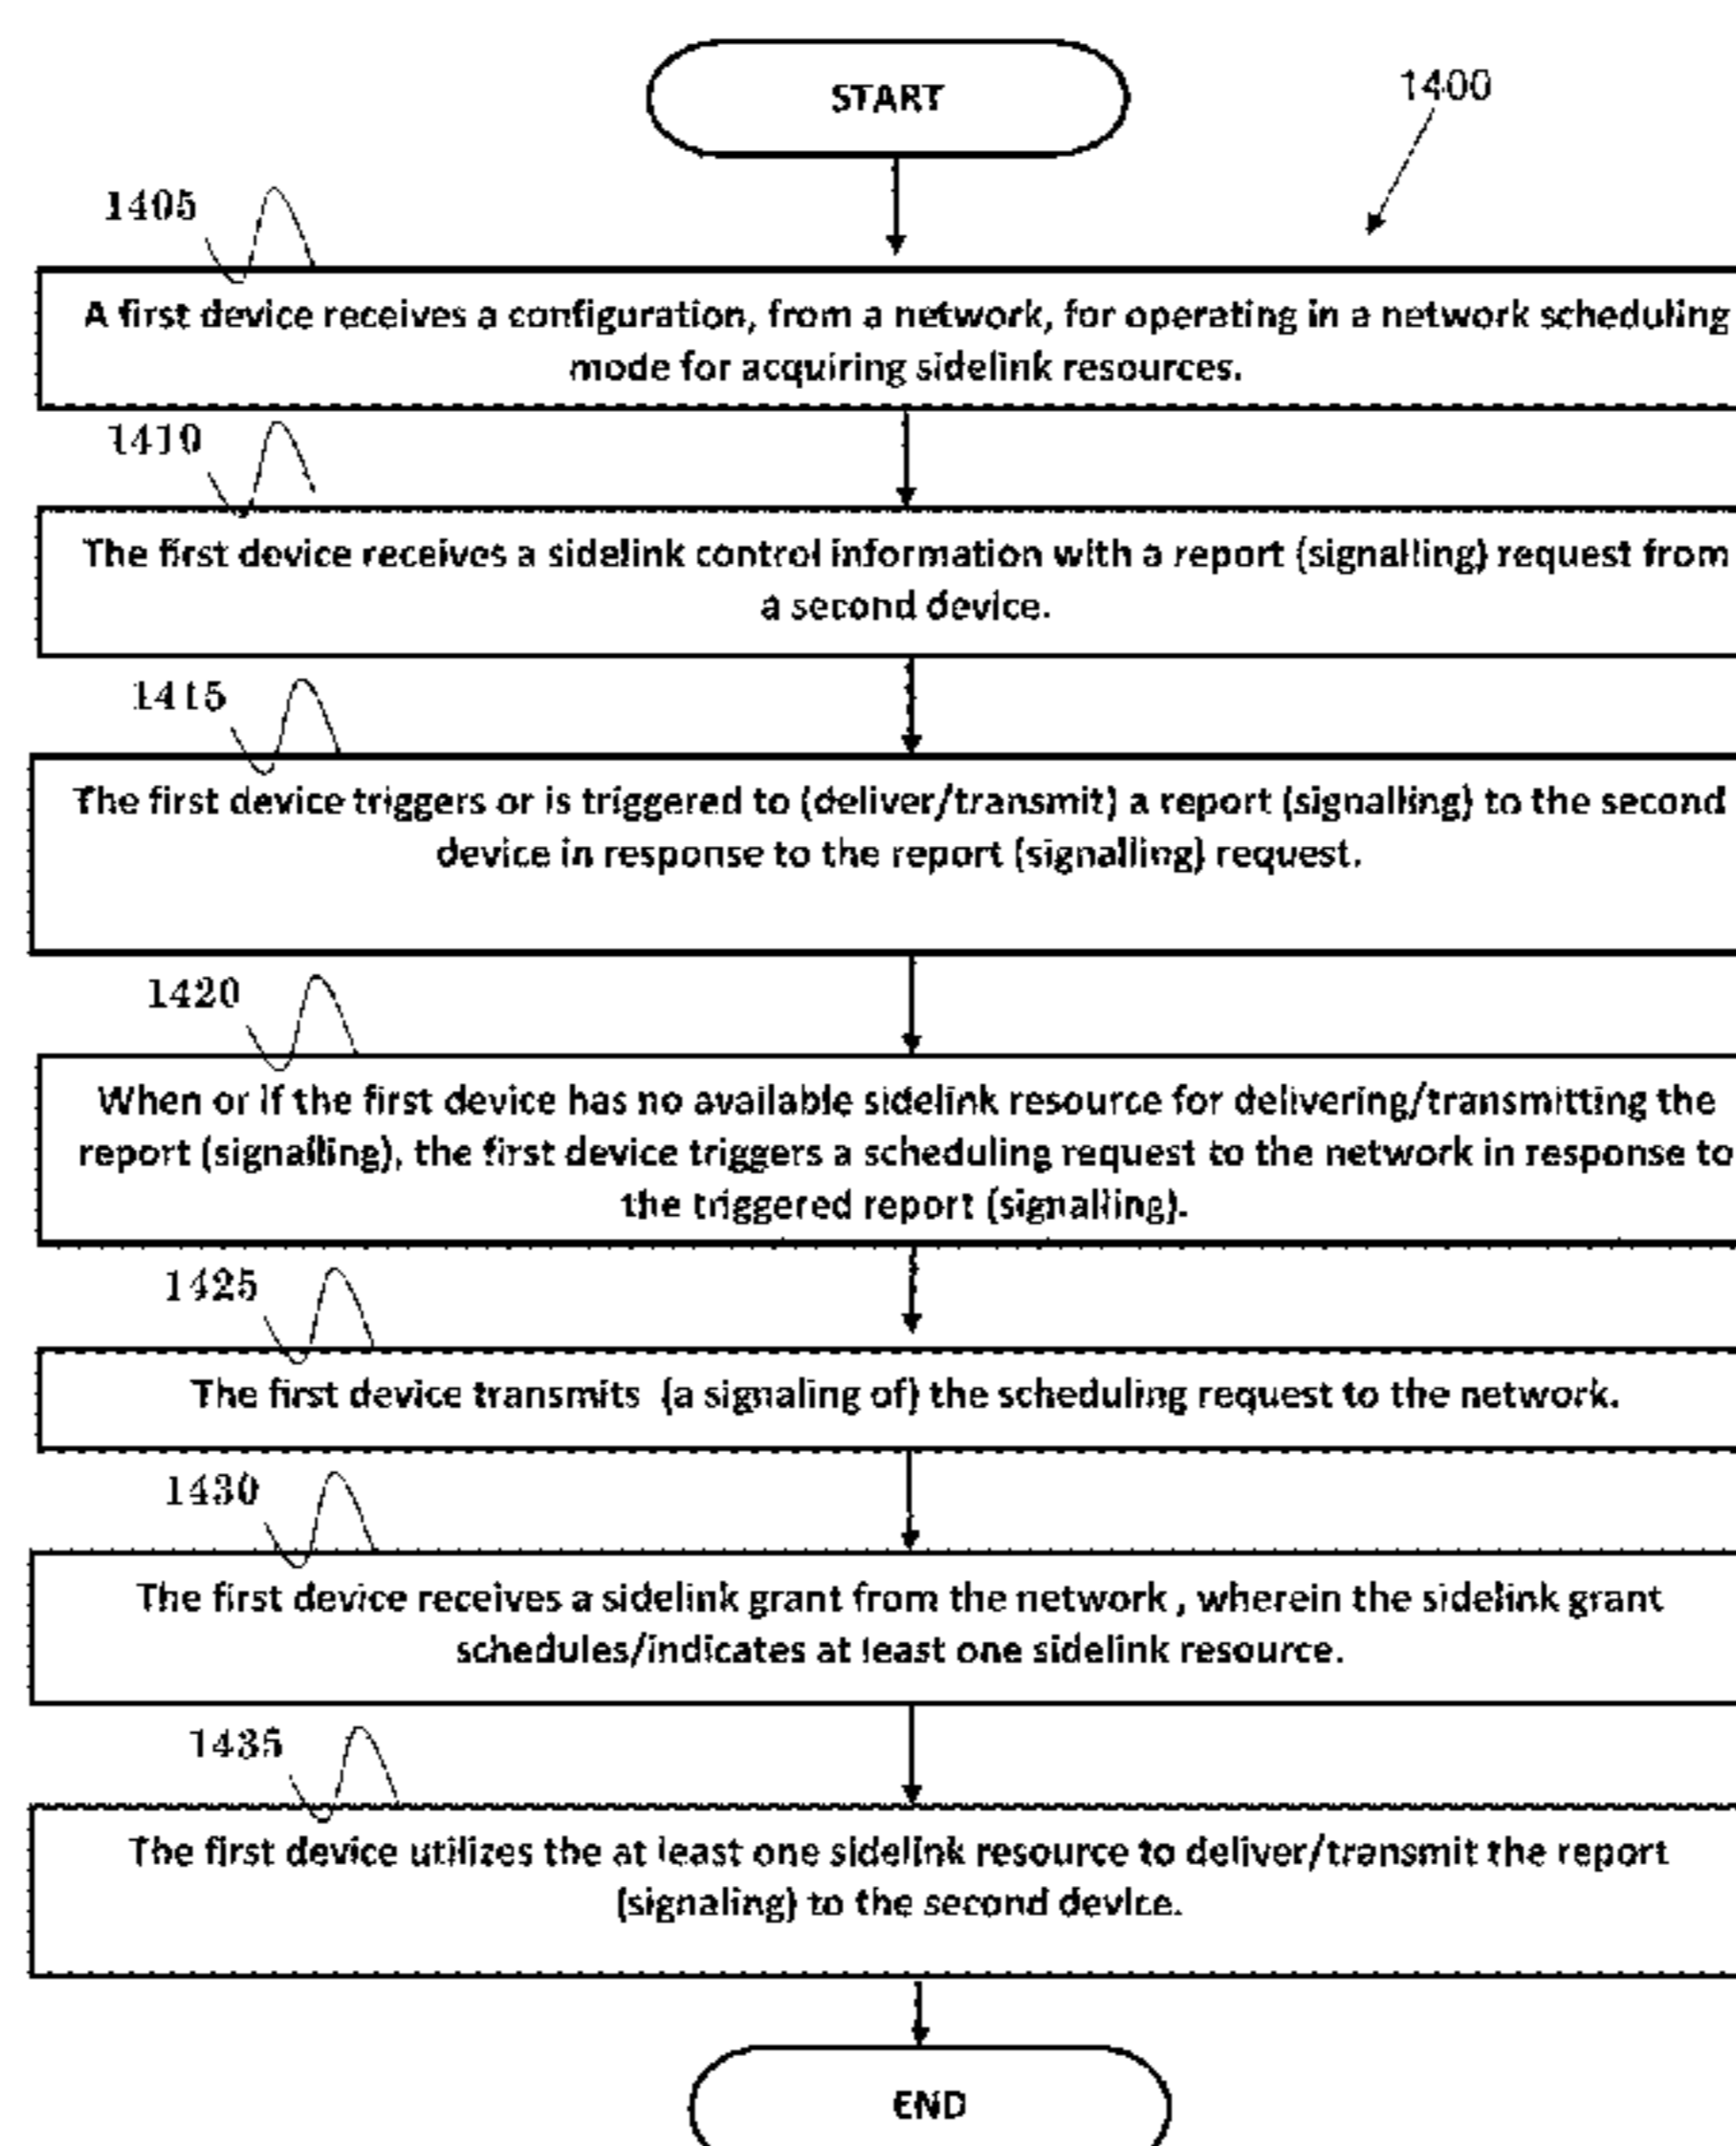 START
1400
1405
A first device receives a configuration, from a network, for operating in a network scheduling
mode for acquiring sidelink resources.
1410
The first device receives a sidelink control information with a report (signalling) request from
a second device.
1415
The first device triggers or is triggered to (deliver/transmit) a report (signalling) to the second
device in response to the report (signalling) request.
1420
When or if the first device has no available sidelink resource for delivering/transmitting the
report (signalling), the first device triggers a scheduling request to the network in response to
the triggered report (signalling).
1425
The first device transmits (a signaling of) the scheduling request to the network.
1430
The first device receives a sidelink grant from the network , wherein the sidelink grant
schedules/indicates at least one sidelink resource.
1435
The first device utilizes the at least one sidelink resource to deliver/transmit the report
(signaling) to the second device.
END